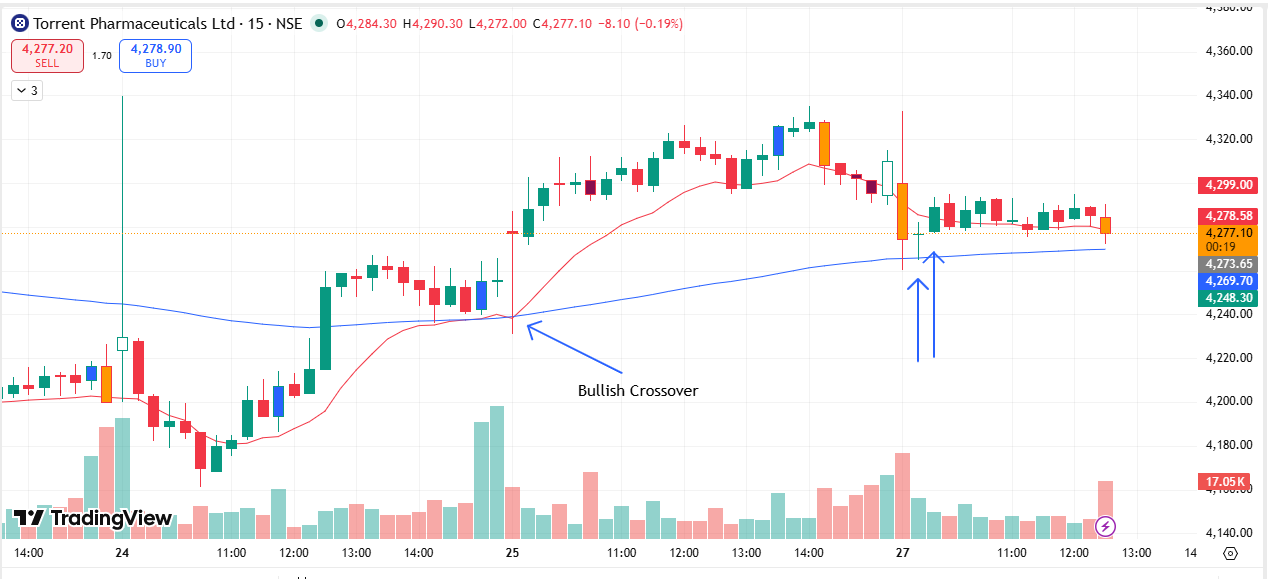 Torrent Pharmaceuticals Ltd · 15 · NSE O4,284.30 H4,290.30 L4,272.00 C4,277.10 −8.10 (−0.19%)
4,277.20 SELL
1.70
4,278.90 BUY
3
4,380.00
4,360.00
4,340.00
4,320.00
4,299.00
4,278.58
4,277.10
00:19
4,273.65
4,269.70
4,248.30
4,240.00
4,220.00
4,200.00
4,180.00
17.05K
4,160.00
4,140.00
Bullish Crossover
TradingView
14:00 24 11:00 12:00 13:00 14:00 25 11:00 12:00 13:00 14:00 27 11:00 12:00 13:00 14